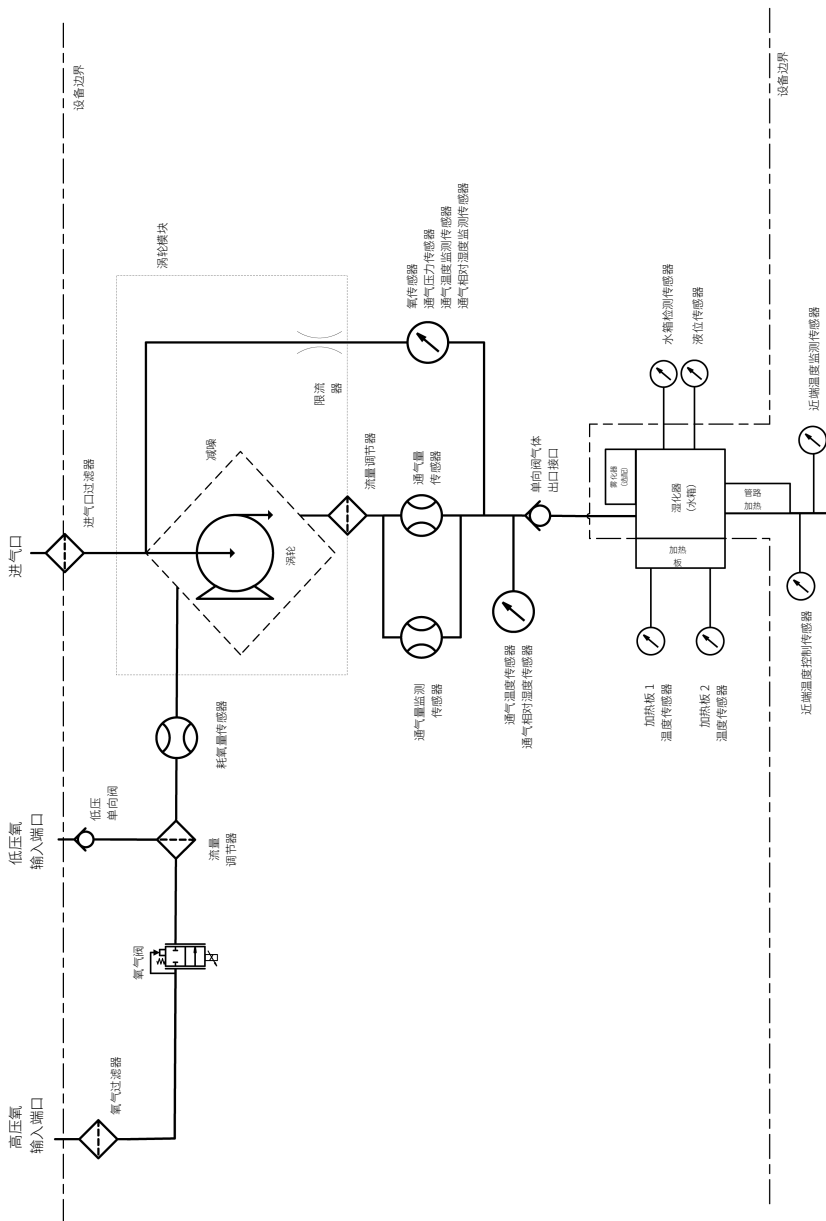 高压氧
输入端口
低压氧
输入端口
进气口
设备边界
氧气过滤器
低压
单向阀
进气口过滤器
氧气阀
流量
调节器
耗氧量传感器
涡轮模块
减噪
涡轮
限流
器
流量调节器
氧传感器
通气压力传感器
通气温度监测传感器
通气相对湿度监测传感器
通气量监测
传感器
通气量
传感器
通气温度传感器
通气相对湿度传感器
单向阀气体
出口接口
雾化器
(选配)
水箱检测传感器
液位传感器
加热板 1
温度传感器
加热板 2
温度传感器
加热
板
湿化器
(水箱)
管路
加热
设备边界
近端温度控制传感器
近端温度监测传感器